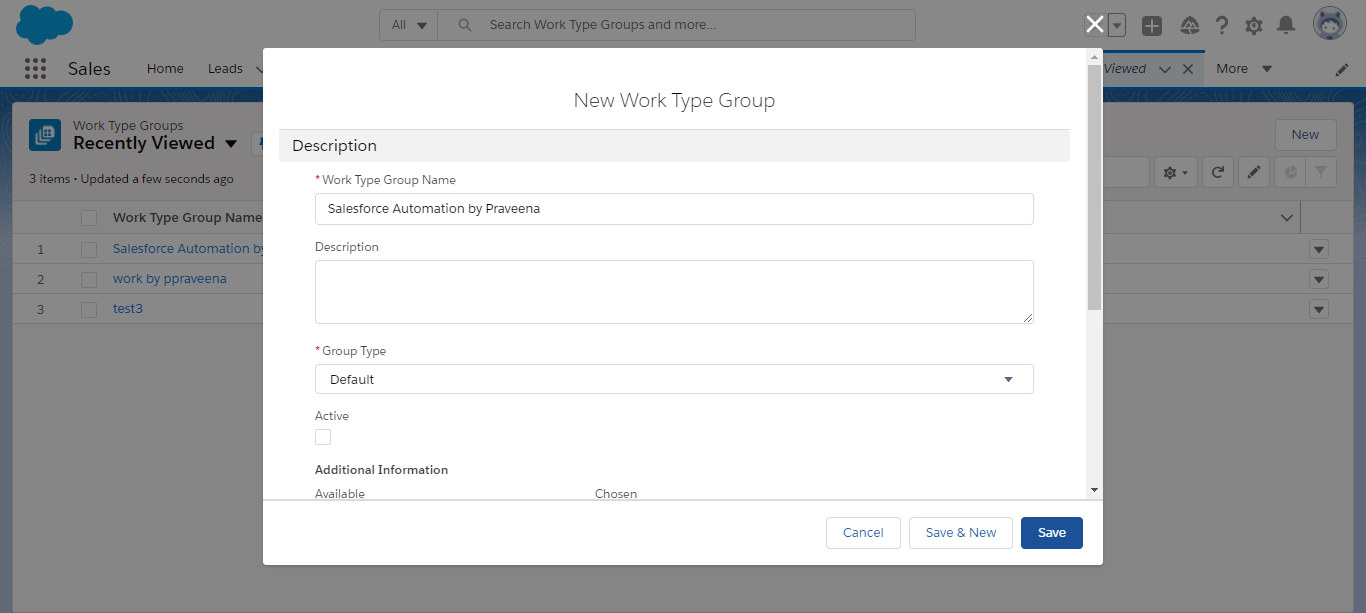 All
Search Work Type Groups and more...
Sales
Home
Leads
Viewed
More
Work Type Groups
Recently Viewed
New
3 items • Updated a few seconds ago
Work Type Group Name
1
Salesforce Automation by
2
work by ppraveena
3
test3
New Work Type Group
Description
* Work Type Group Name
Salesforce Automation by Praveena
Description
* Group Type
Default
Active
Additional Information
Available
Chosen
Cancel
Save & New
Save